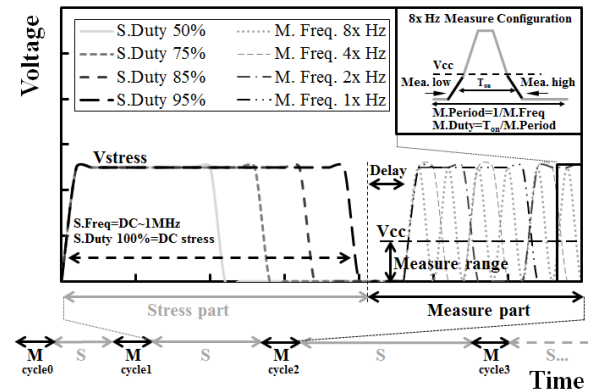 Voltage
S.Duty 50%
S.Duty 75%
S.Duty 85%
S.Duty 95%
M. Freq. 8x Hz
M. Freq. 4x Hz
M. Freq. 2x Hz
M. Freq. 1x Hz
8x Hz Measure Configuration
Vcc
Mea. low
Ton
Mea. high
M.Period=1/M.Freq
M.Duty=Ton/M.Period
Vstress
Delay
S.Freq=DC~1MHz
S.Duty 100%=DC stress
Vcc
Measure range
Stress part
Measure part
M S M S M S M S...
cycle0 cycle1 cycle2 cycle3
Time